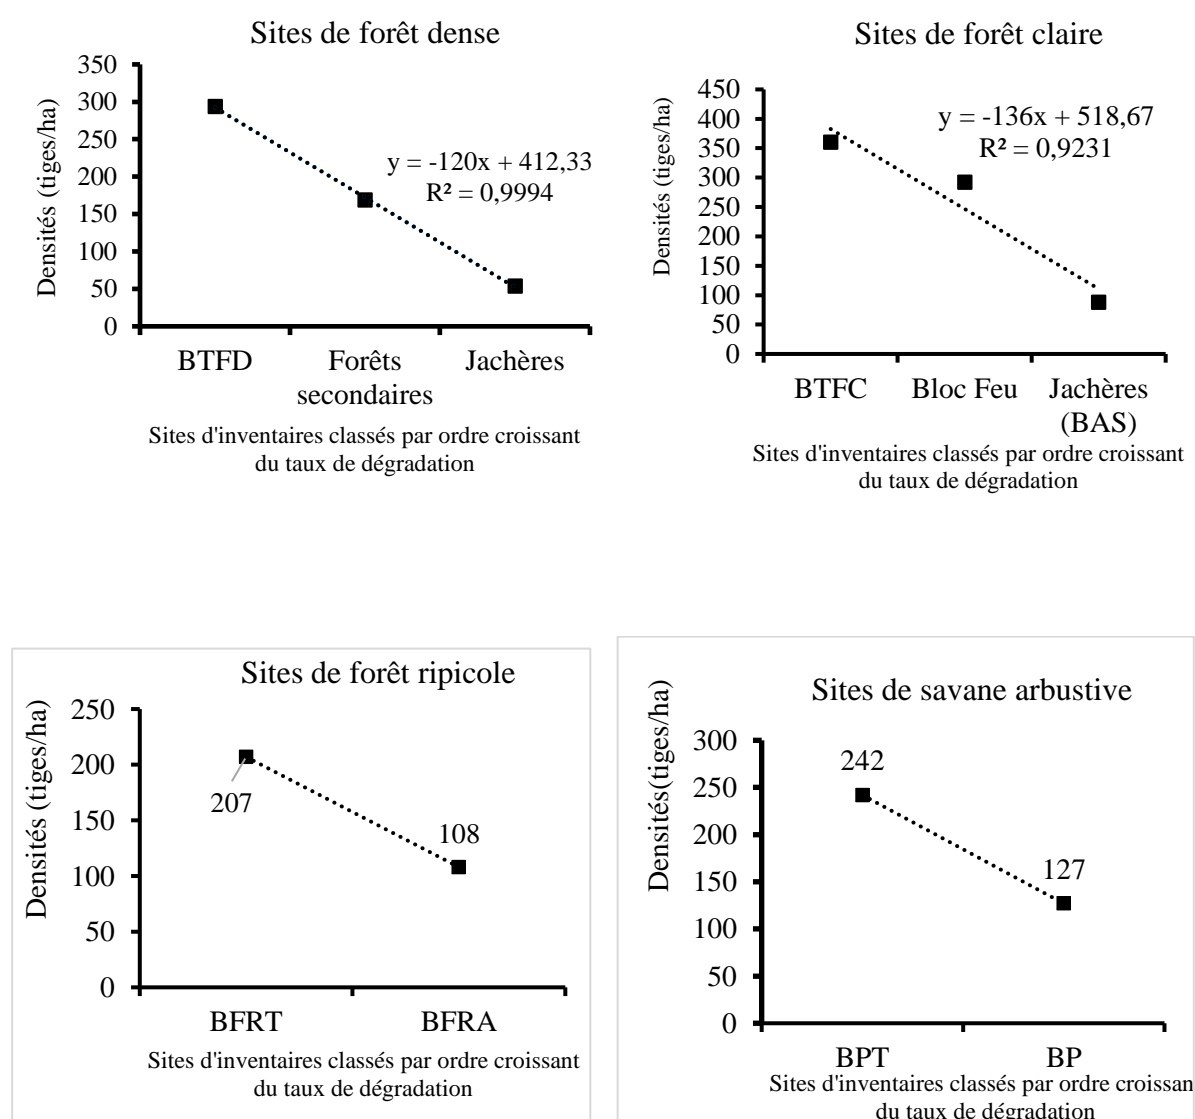 Sites de forêt dense
Densités (tiges/ha)
350
300
250
200
150
100
50
0
y = -120x + 412,33
R² = 0,9994
BTFD
Forêts
secondaires
Jachères
Sites d'inventaires classés par ordre croissant
du taux de dégradation
Sites de forêt claire
Densités (tiges/ha)
450
400
350
300
250
200
150
100
50
0
y = -136x + 518,67
R² = 0,9231
BTFC
Bloc Feu
Jachères
(BAS)
Sites d'inventaires classés par ordre croissant
du taux de dégradation
Sites de forêt ripicole
Densités (tiges/ha)
250
200
150
100
50
0
207
108
BFRT
BFRA
Sites d'inventaires classés par ordre croissant
du taux de dégradation
Sites de savane arbustive
Densités(tiges/ha)
300
250
200
150
100
50
0
242
127
BPT
BP
Sites d'inventaires classés par ordre croissan
du taux de dégradation